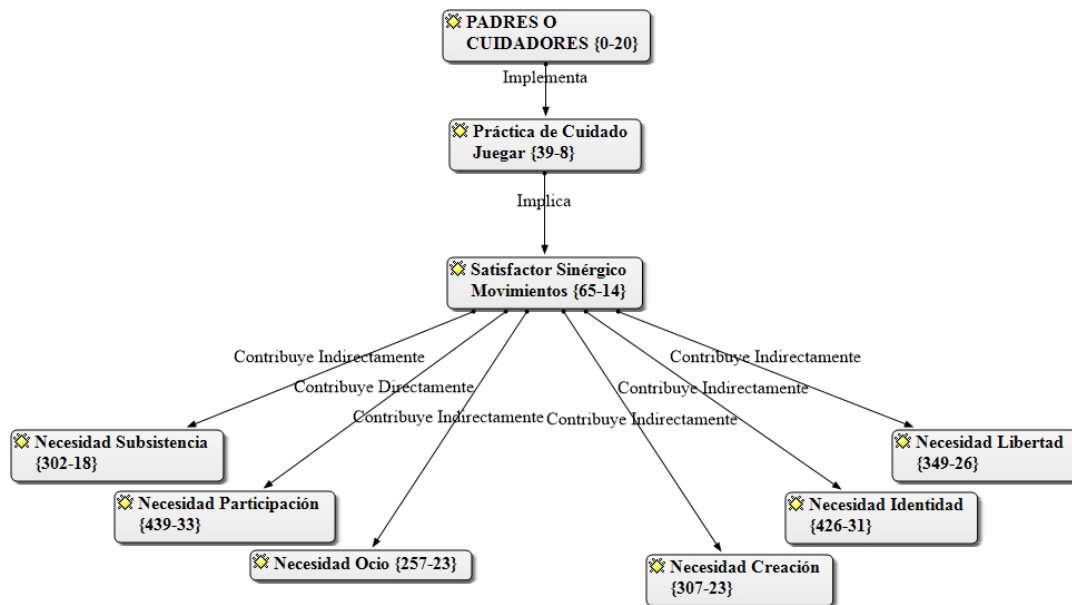 PADRES O
CUIDADORES {0-20}
Implementa
Práctica de Cuidado
Juegar {39-8}
Implica
Satisfactor Sinérgico
Movimientos {65-14}
Contribuye Indirectamente
Contribuye Indirectamente
Contribuye Directamente
Contribuye Indirectamente
Contribuye Indirectamente
Contribuye Indirectamente
Necesidad Subsistencia
{302-18}
Necesidad Libertad
{349-26}
Necesidad Participación
{439-33}
Necesidad Identidad
{426-31}
Necesidad Ocio {257-23}
Necesidad Creación
{307-23}